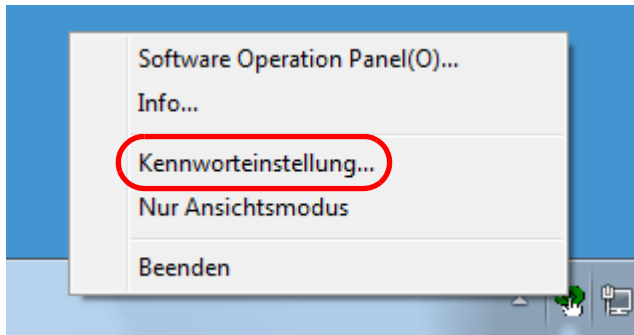 Software Operation Panel(O)...
Info...
Kennworteinstellung...
Nur Ansichtsmodus
Beenden